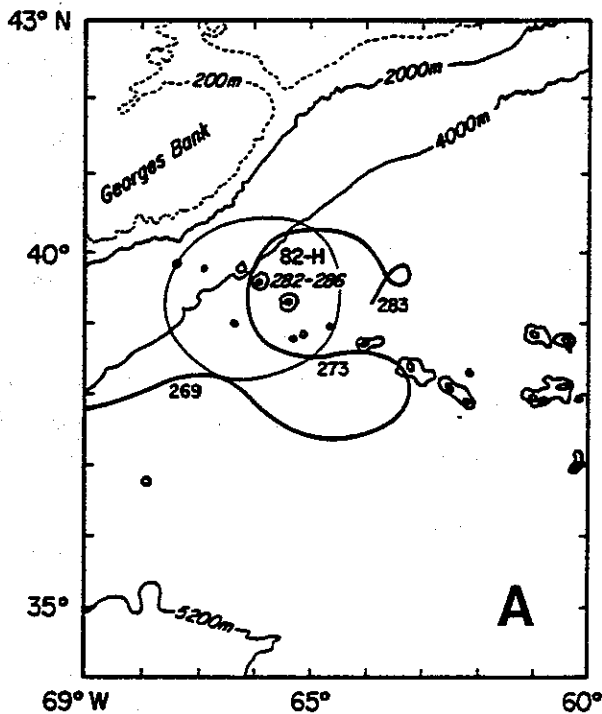 43° N
200m
2000m
4000m
Georges Bank
40°
82-H
282-286
283
273
269
35°
5200m
A
69° W
65°
60°